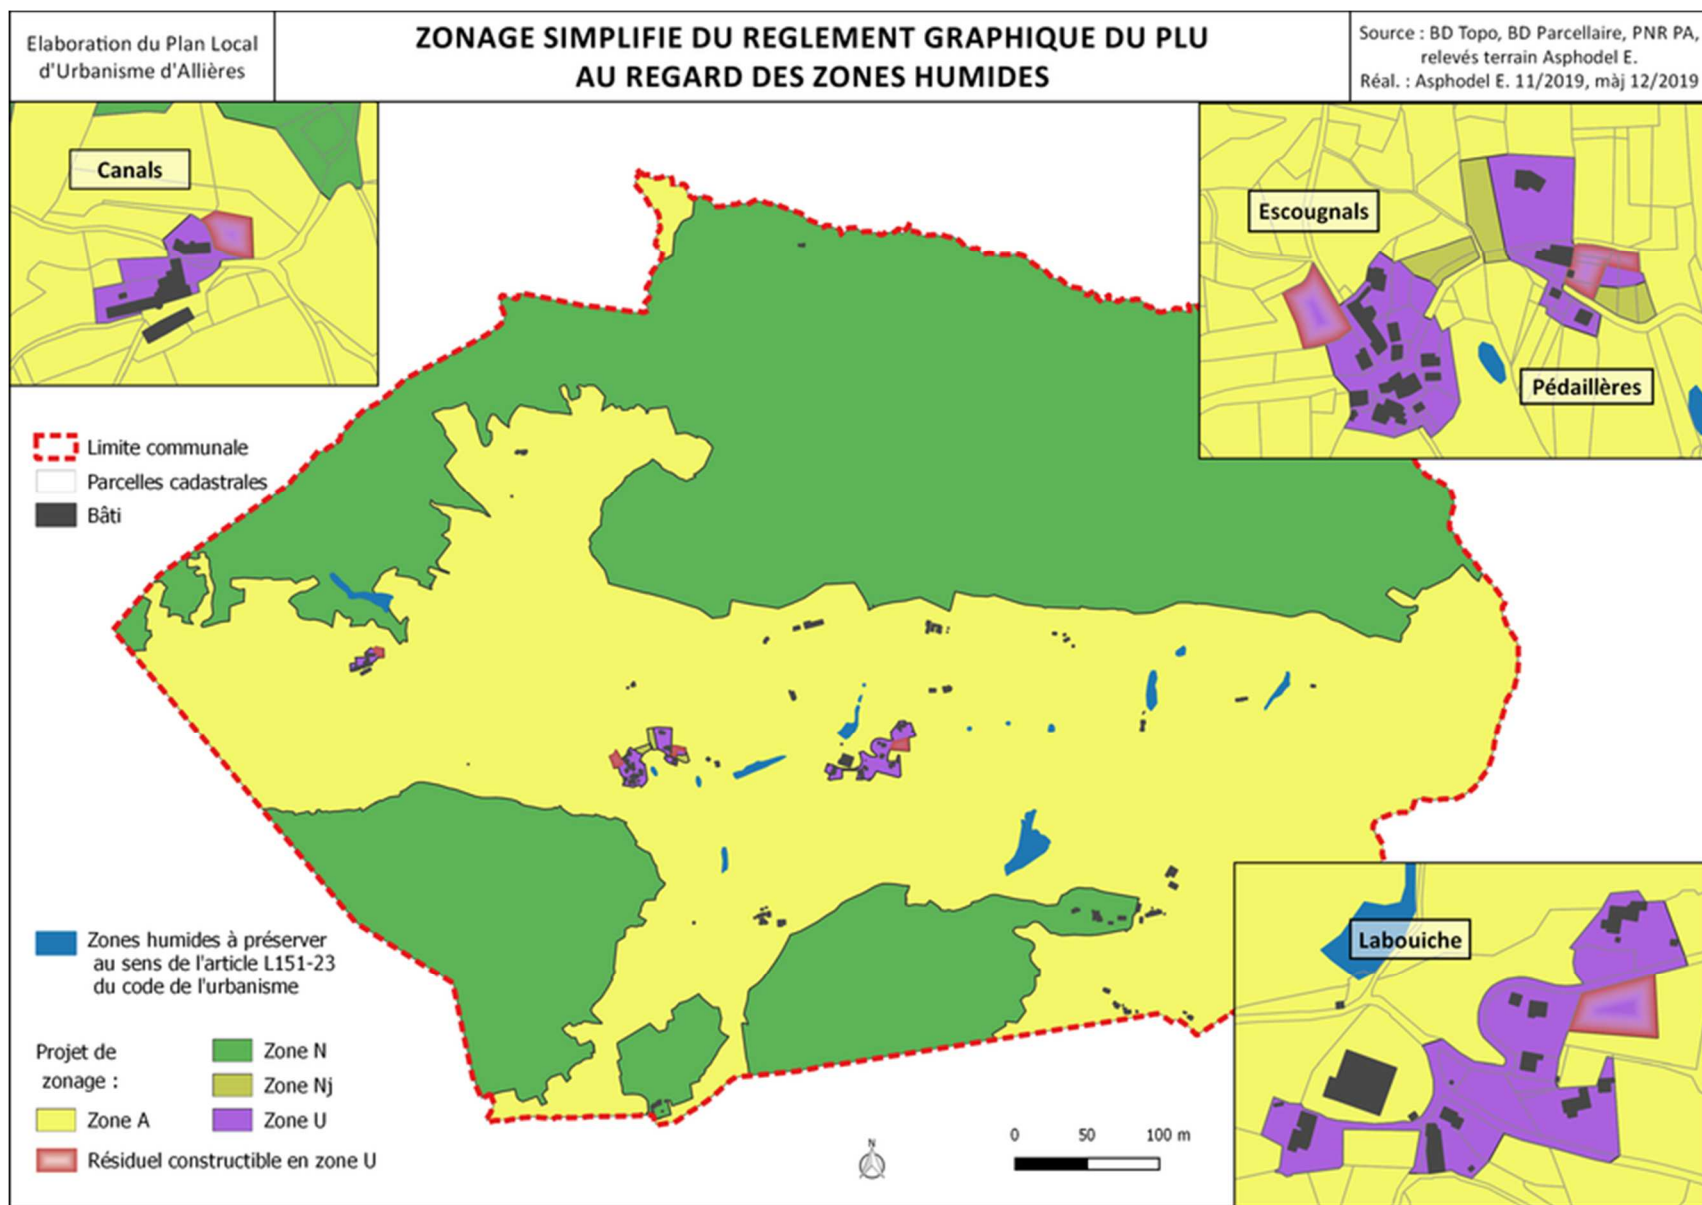 Elaboration du Plan Local
d'Urbanisme d'Allières
ZONAGE SIMPLIFIE DU REGLEMENT GRAPHIQUE DU PLU
AU REGARD DES ZONES HUMIDES
Source : BD Topo, BD Parcellaire, PNR PA,
relevés terrain Asphodel E.
Réal. : Asphodel E. 11/2019, màj 12/2019
Canals
Escougnals
Pédaillères
Limite communale
Parcelles cadastrales
Bâti
Zones humides à préserver
au sens de l'article L151-23
du code de l'urbanisme
Labouiche
Projet de
zonage :
Zone N
Zone Nj
Zone A
Zone U
Résiduel constructible en zone U
N
0 50 100 m